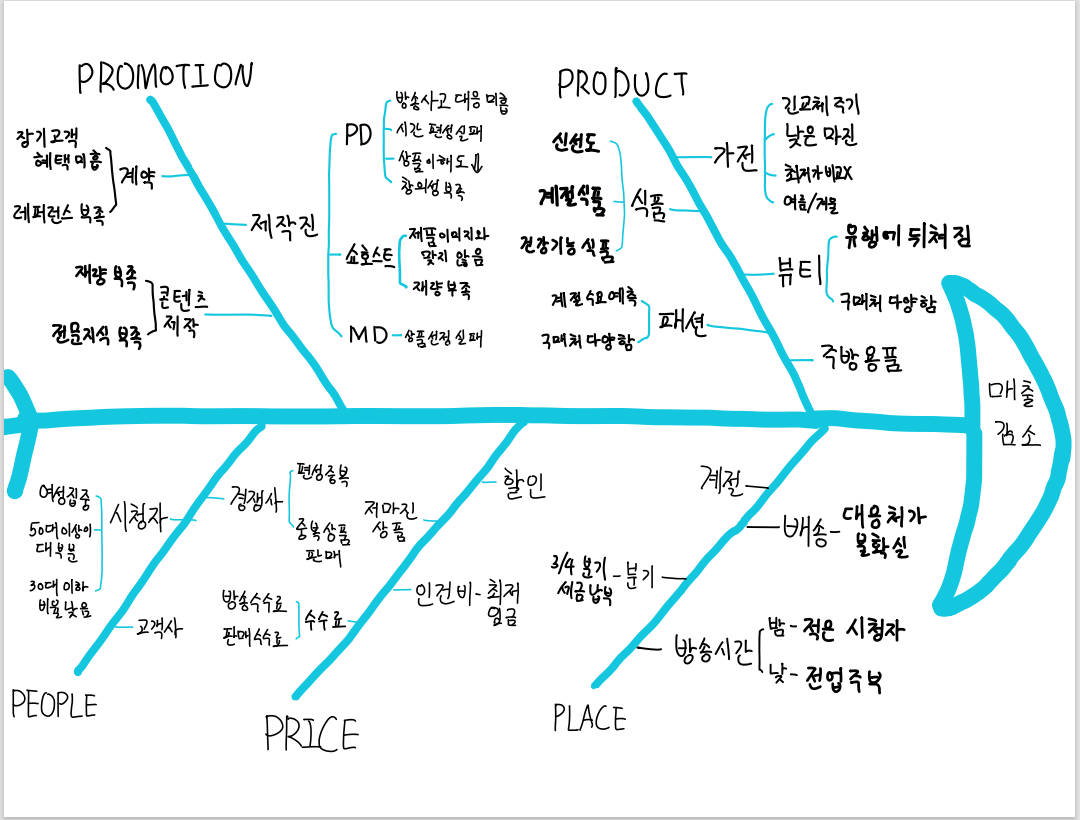 PROMOTION
장기고객
혜택미흡
계약
레퍼런스 부족
재량 부족
콘텐츠
제작
전문지식 부족
제작진
PD
방송사고 대응 미흡
시간 편성실패
상품이해도⇓
창의성 부족
쇼호스트
제품이미지와
맞지 않음
재량부족
MD
상품선정 실패
PRODUCT
신선도
계절식품
건강기능 식품
식품
계절수요예측
구매처 다양함
패션
가전
긴교체 주기
낮은 마진
최저가비교X
여름/겨울
뷰티
유행에 뒤쳐짐
구매처 다양함
주방용품
매출
감소
여성집중
50대이상이
대부분
30대 이하
비율낮음
시청자
고객사
경쟁사
편성중복
중복상품
판매
PEOPLE
할인
저마진
상품
방송수수료
판매수수료
수수료
인건비-최저
임금
PRICE
계절
배송-
대응처가
불확실
3/4 분기
세금납부
-분기
방송시간
밤-적은 시청자
낮-전업주부
PLACE